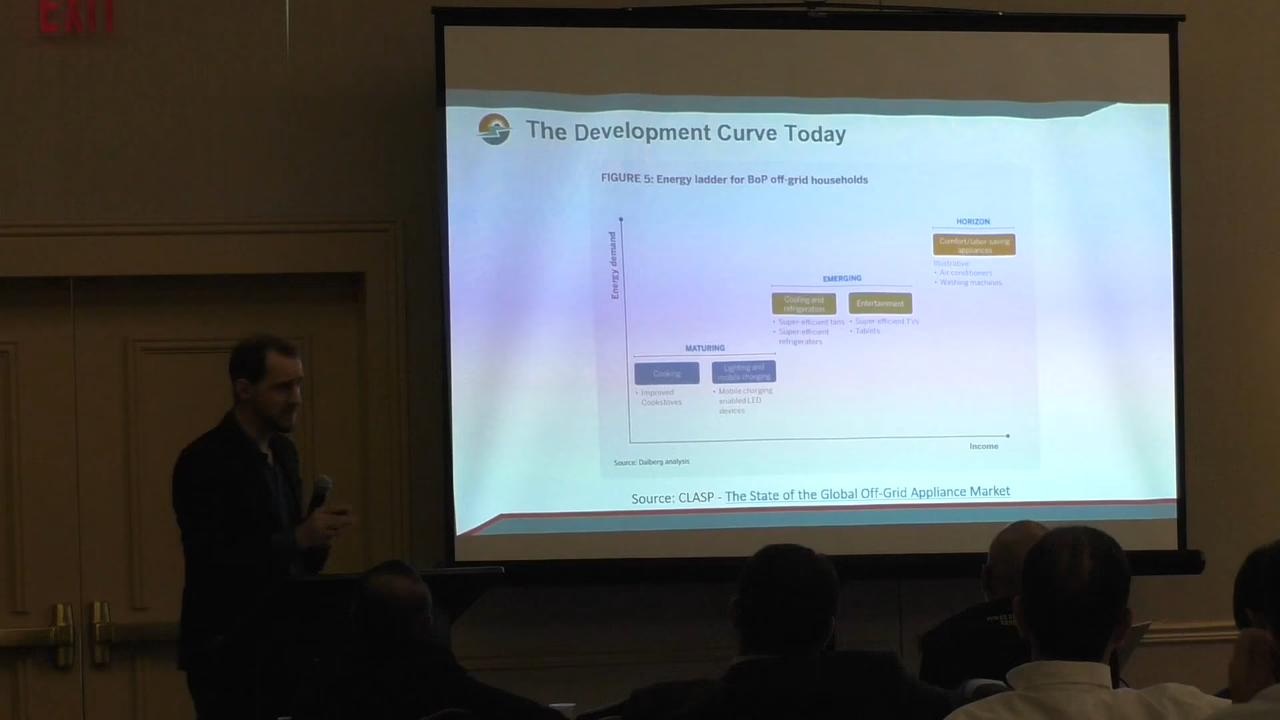 EXIT
The Development Curve Today
FIGURE 5: Energy ladder for BoP off-grid households
Energy demand
HORIZON
Comfort/labor saving
appliances
Illustrative:
• Air conditioners
• Washing machines
EMERGING
Cooling and
refrigeration
• Super-efficient fans
• Super-efficient
refrigerators
Entertainment
• Super-efficient TVs
• Tablets
MATURING
Cooking
• Improved
Cookstoves
Lighting and
mobile charging
• Mobile charging
enabled LED
devices
Income
Source: Dalberg analysis
Source: CLASP - The State of the Global Off-Grid Appliance Market